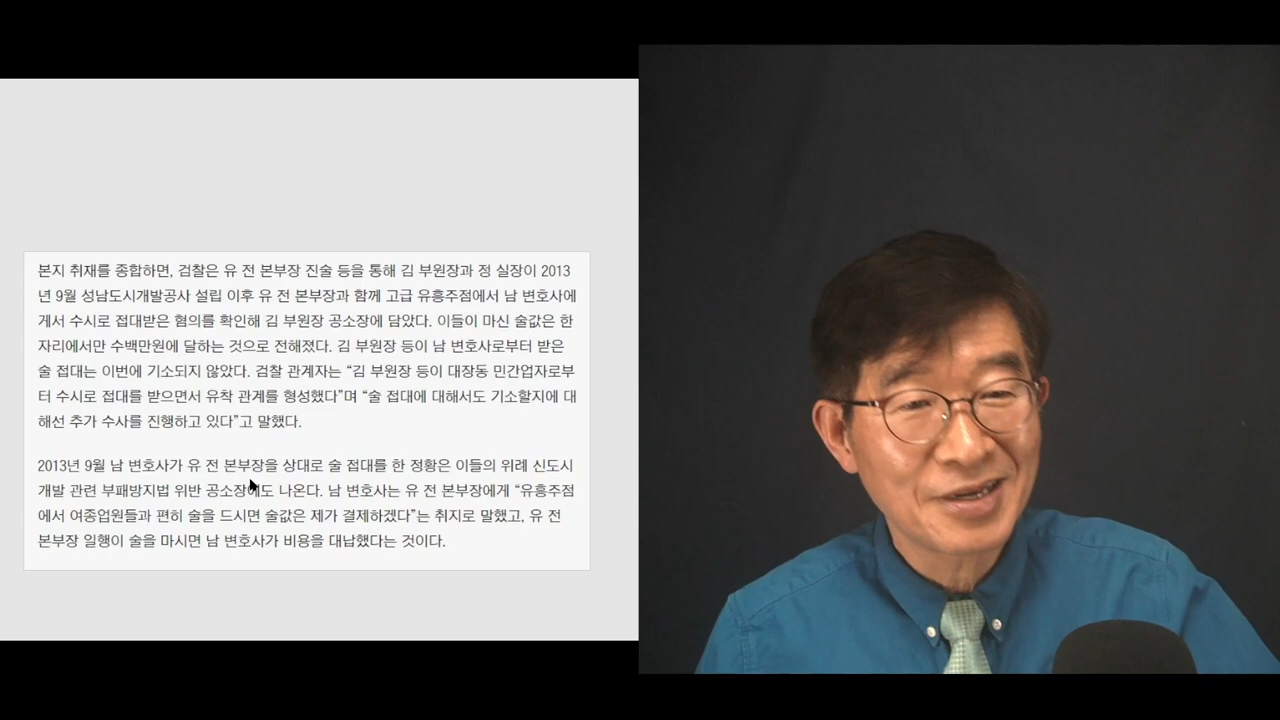 본지 취재를 종합하면, 검찰은 유 전 본부장 진술 등을 통해 김 부원장과 정 실장이 2013
년 9월 성남도시개발공사 설립 이후 유 전 본부장과 함께 고급 유흥주점에서 남 변호사에
게서 수시로 접대받은 혐의를 확인해 김 부원장 공소장에 담았다. 이들이 마신 술값은 한
자리에서만 수백만원에 달하는 것으로 전해졌다. 김 부원장 등이 남 변호사로부터 받은
술 접대는 이번에 기소되지 않았다. 검찰 관계자는 “김 부원장 등이 대장동 민간업자로부
터 수시로 접대를 받으면서 유착 관계를 형성했다”며 “술 접대에 대해서도 기소할지에 대
해선 추가 수사를 진행하고 있다”고 말했다.
2013년 9월 남 변호사가 유 전 본부장을 상대로 술 접대를 한 정황은 이들의 위례 신도시
개발 관련 부패방지법 위반 공소장에도 나온다. 남 변호사는 유 전 본부장에게 “유흥주점
에서 여종업원들과 편히 술을 드시면 술값은 제가 결제하겠다”는 취지로 말했고, 유 전
본부장 일행이 술을 마시면 남 변호사가 비용을 대납했다는 것이다.